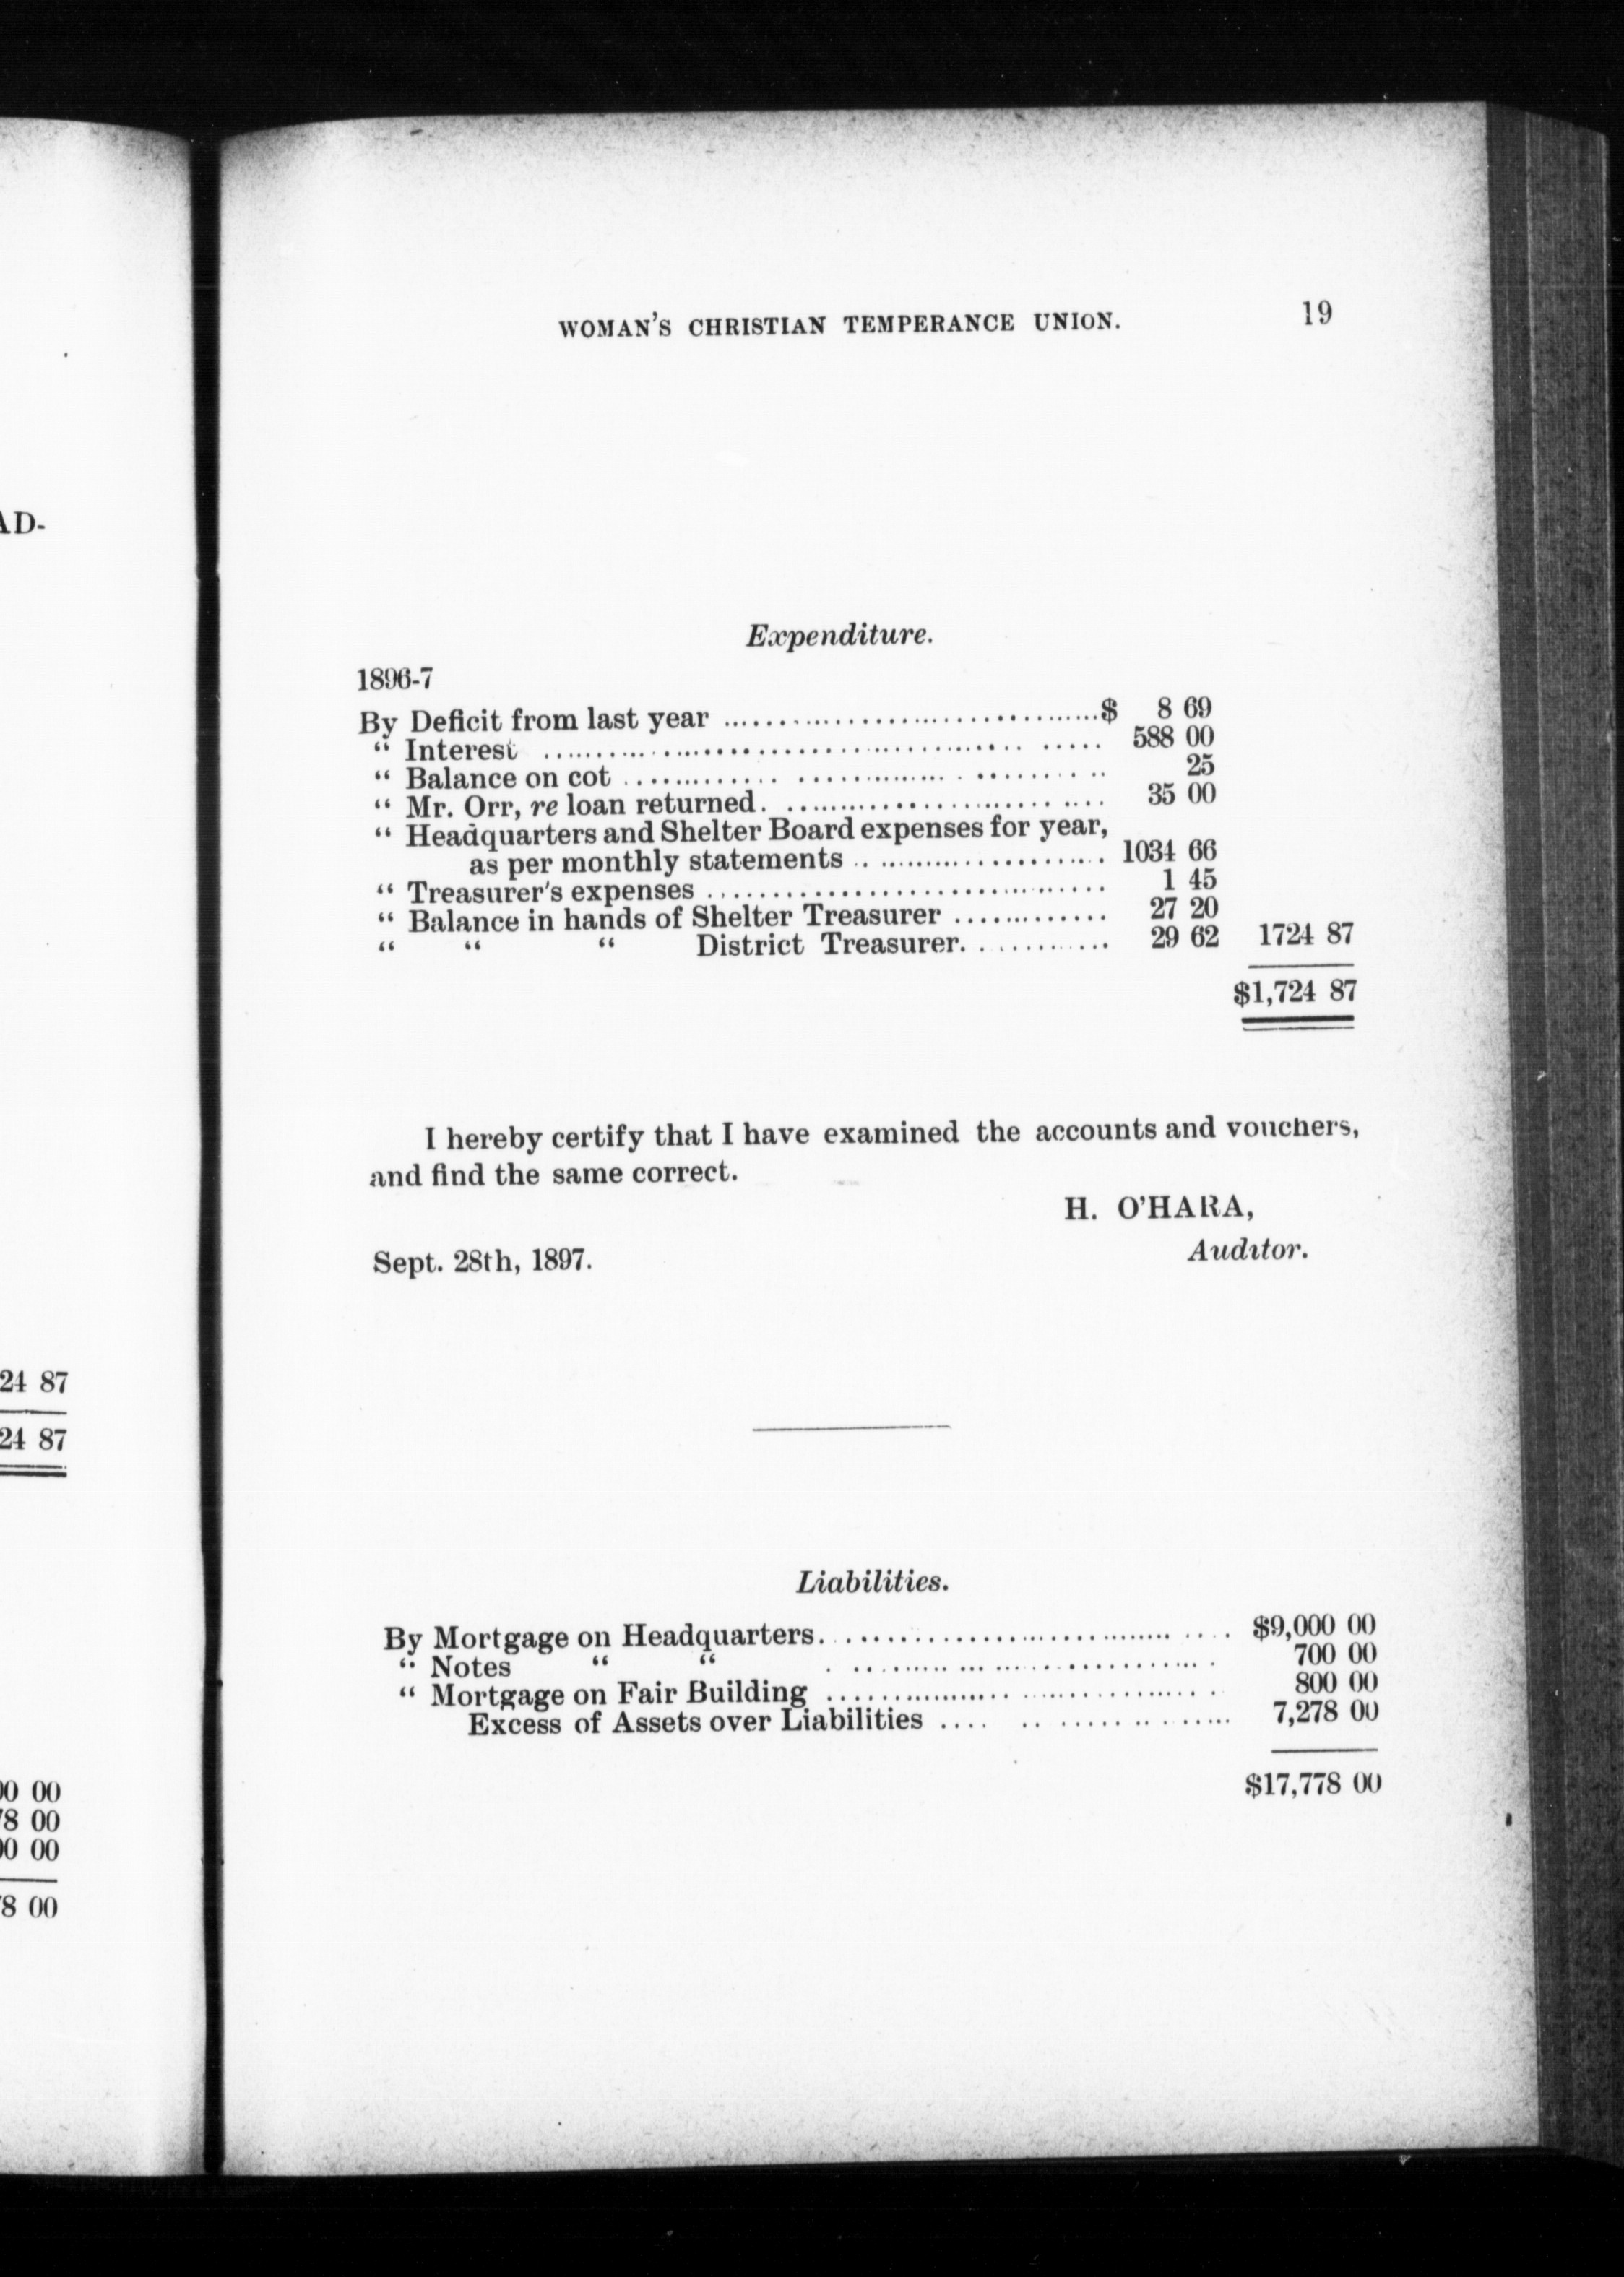 AD-
24 87
24 87
00 00
78 00
00 00
78 00
WOMAN'S CHRISTIAN TEMPERANCE UNION. 19
Expenditure.
1896-7
By Deficit from last year ........................................$ 8 69
“ Interest ........................................ 588 00
“ Balance on cot ........................................ 25
“ Mr. Orr, re loan returned. ................................ 35 00
“ Headquarters and Shelter Board expenses for year,
as per monthly statements ........................ 1034 66
“ Treasurer's expenses ........................................ 1 45
“ Balance in hands of Shelter Treasurer ............. 27 20
“ “ “ District Treasurer. ............ 29 62 1724 87
$1,724 87
I hereby certify that I have examined the accounts and vouchers,
and find the same correct.
H. O'HARA,
Auditor.
Sept. 28th, 1897.
Liabilities.
By Mortgage on Headquarters. ........................................ $9,000 00
“ Notes “ “ ........................................ 700 00
“ Mortgage on Fair Building ........................................ 800 00
Excess of Assets over Liabilities .............................. 7,278 00
$17,778 00